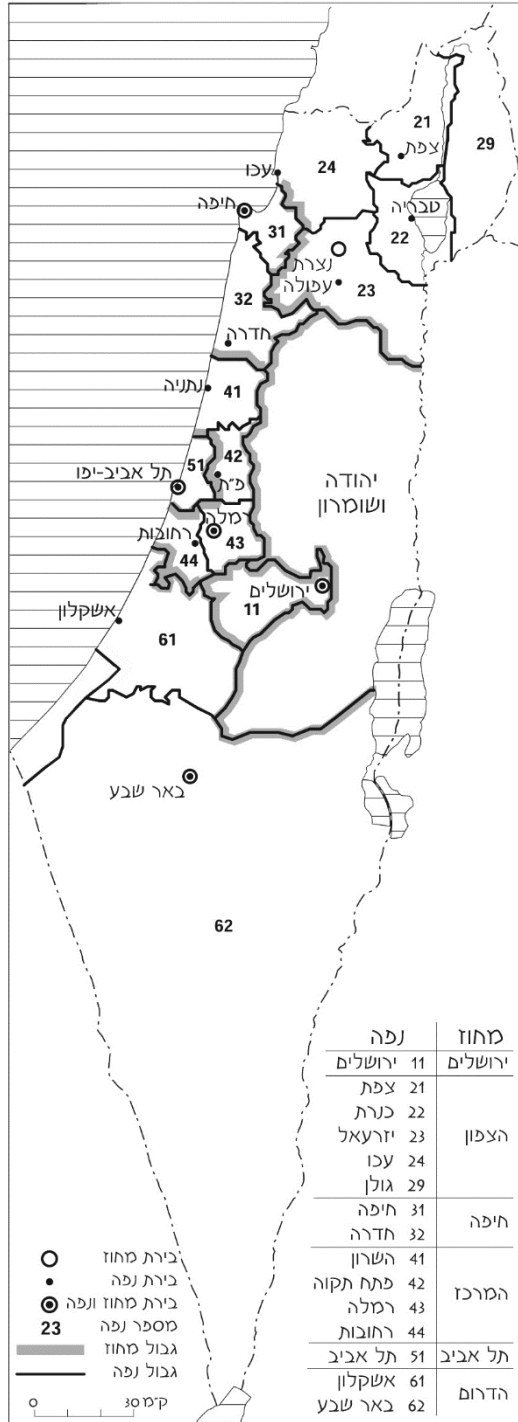 21
צפת
29
24
עכו
טבריה
חיפה
22
31
נצרת
עפולה
23
32
חדרה
נתניה
41
42
51
פ״ת
תל אביב-יפו
יהודה
ושומרון
רמלה
רחובות
43
44
ירושלים
11
אשקלון
61
באר שבע
62
מחוז נפה
ירושלים 11 ירושלים
הצפון
21 צפת
22 כנרת
23 יזרעאל
24 עכו
29 גולן
חיפה
31 חיפה
32 חדרה
המרכז
41 השרון
42 פתח תקוה
43 רמלה
44 רחובות
תל אביב 51 תל אביב
הדרום
61 אשקלון
62 באר שבע
בירת מחוז
בירת נפה
בירת מחוז ונפה
23 מספר נפה
גבול מחוז
גבול נפה
0 30 ק״מ